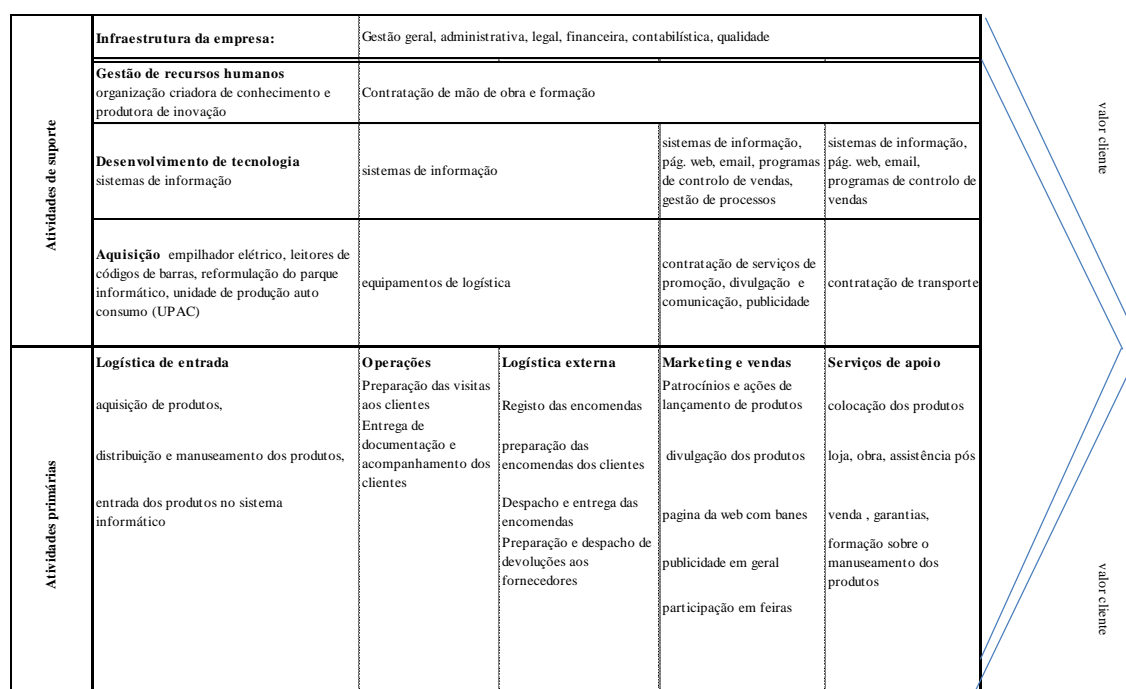 Atividades de suporte
Infraestrutura da empresa:
Gestão geral, administrativa, legal, financeira, contabilística, qualidade
Gestão de recursos humanos
organização criadora de conhecimento e
produtora de inovação
Contratação de mão de obra e formação
Desenvolvimento de tecnologia
sistemas de informação
sistemas de informação
sistemas de informação,
pág. web, email, programas
de controlo de vendas,
gestão de processos
sistemas de informação,
pág. web, email,
programas de controlo de
vendas
Aquisição empilhador elétrico, leitores de
códigos de barras, reformulação do parque
informático, unidade de produção auto
consumo (UPAC)
equipamentos de logística
contratação de serviços de
promoção, divulgação e
comunicação, publicidade
contratação de transporte
Atividades primárias
Logística de entrada
aquisição de produtos,
distribuição e manuseamento dos produtos,
entrada dos produtos no sistema
informático
Operações
Preparação das visitas
aos clientes
Entrega de
documentação e
acompanhamento dos
clientes
Logística externa
Registo das encomendas
preparação das
encomendas dos clientes
Despacho e entrega das
encomendas
Preparação e despacho de
devoluções aos
fornecedores
Marketing e vendas
Patrocínios e ações de
lançamento de produtos
divulgação dos produtos
pagina da web com banes
publicidade em geral
participação em feiras
Serviços de apoio
colocação dos produtos
loja, obra, assistência pós
venda , garantias,
formação sobre o
manuseamento dos
produtos
valor cliente
valor cliente